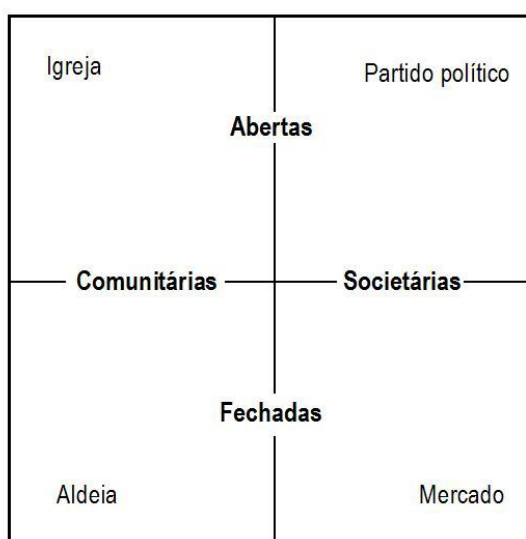 Igreja
Partido político
Abertas
Comunitárias
Societárias
Fechadas
Aldeia
Mercado